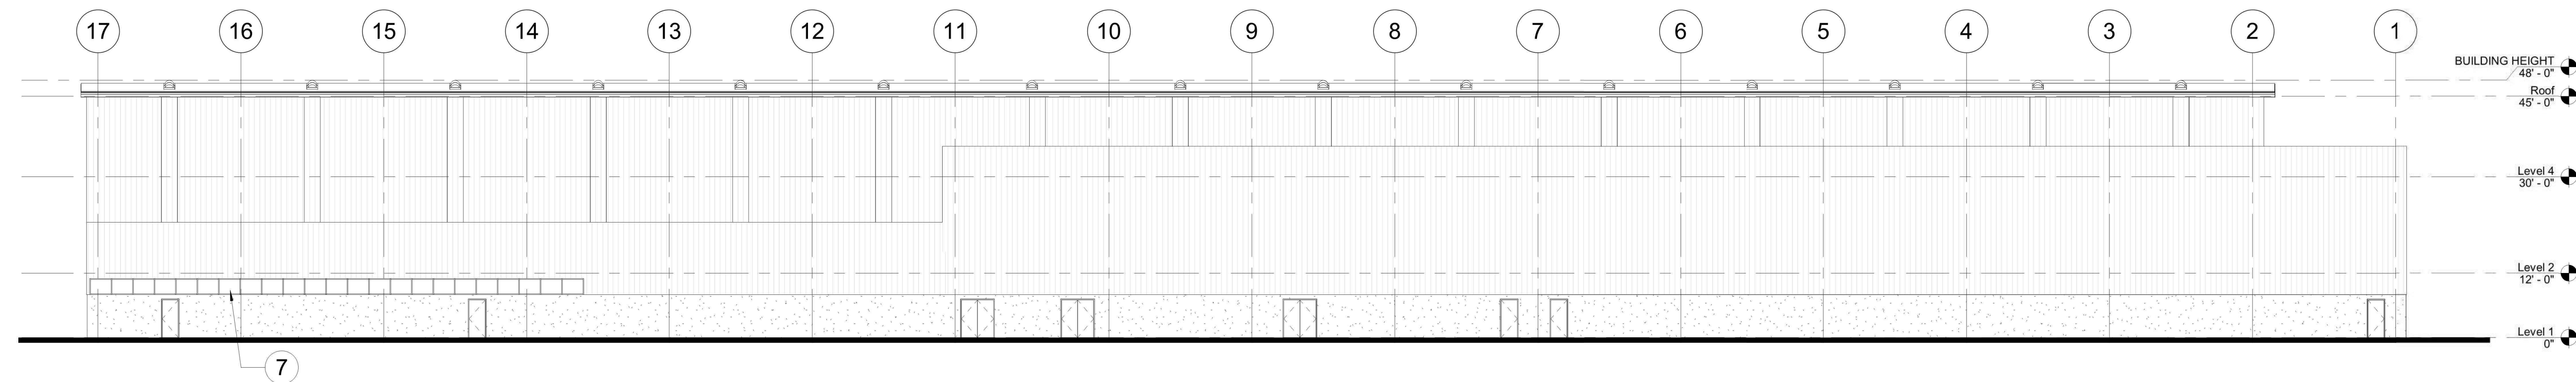 17
16
15
14
13
12
11
10
9
8
7
6
5
4
3
2
1
BUILDING HEIGHT
48' - 0"
Roof
45' - 0"
Level 4
30' - 0"
Level 2
12' - 0"
Level 1
0"
7